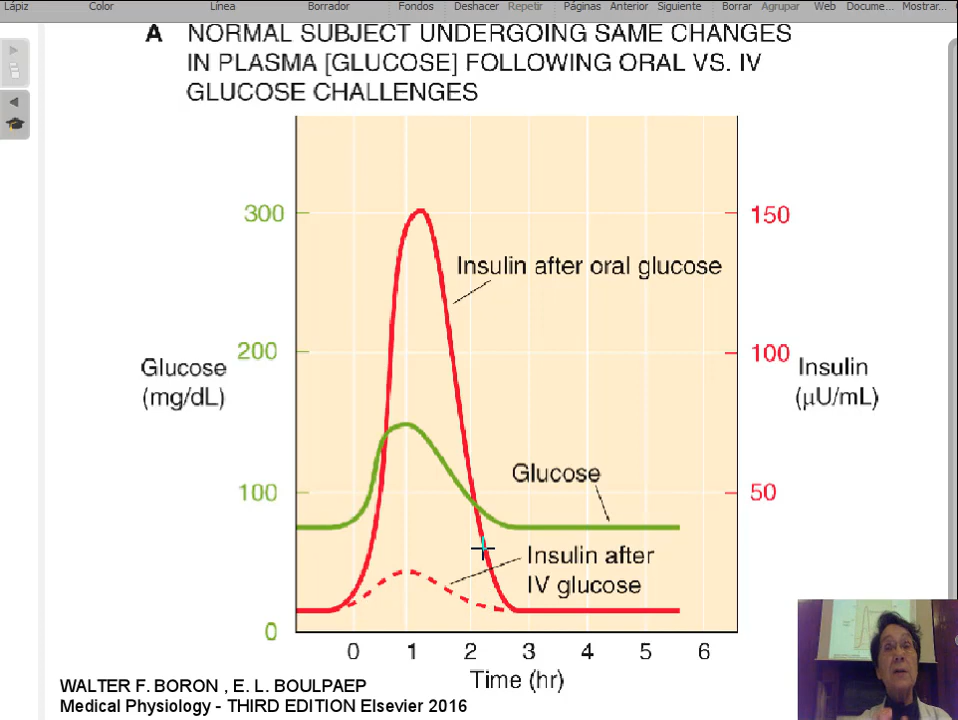 Lápiz Color Línea Borrador Fondos Deshacer Repetir Páginas Anterior Siguiente Borrar Agrupar Web Docume... Mostrar...
A NORMAL SUBJECT UNDERGOING SAME CHANGES
IN PLASMA [GLUCOSE] FOLLOWING ORAL VS. IV
GLUCOSE CHALLENGES
300
150
Insulin after oral glucose
200
100
Glucose
(mg/dL)
Insulin
(μU/mL)
Glucose
100
50
Insulin after
IV glucose
0
0 1 2 3 4 5 6
Time (hr)
WALTER F. BORON , E. L. BOULPAEP
Medical Physiology - THIRD EDITION Elsevier 2016